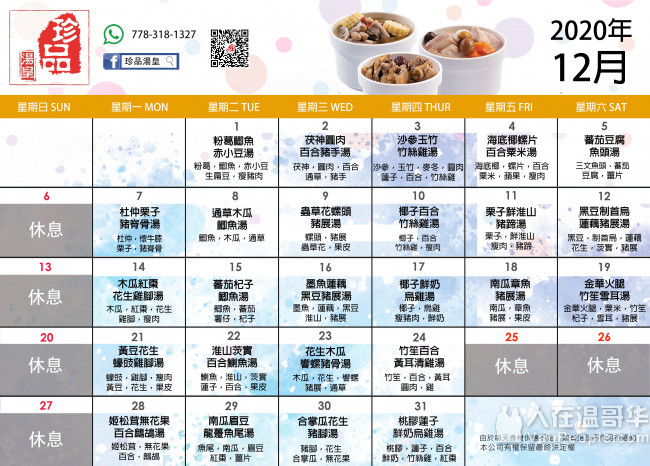 珍品
湯皇
778-318-1327
珍品湯皇
2020年
12月
星期日 SUN
星期一 MON
星期二 TUE
星期三 WED
星期四 THUR
星期五 FRI
星期六 SAT
1
粉葛鯽魚
赤小豆湯
粉葛，鯽魚，赤小豆
生扁豆，瘦豬肉
2
茯神圓肉
百合豬手湯
茯神，圓肉，百合
通草，豬手
3
沙參玉竹
竹絲雞湯
沙參，玉竹，麥冬，圓肉
蓮子，百合，竹絲雞
4
海底椰螺片
百合粟米湯
海底椰，螺片，百合
粟米，蘋果，瘦肉
5
蕃茄豆腐
魚頭湯
三文魚頭，蕃茄
豆腐，薑片
6
休息
7
杜仲栗子
豬脊骨湯
杜仲，懷牛膝
栗子，豬脊骨
8
通草木瓜
鯽魚湯
鯽魚，木瓜，通草
9
蟲草花螺頭
豬展湯
螺頭，豬展
蟲草花，果皮
10
椰子百合
竹絲雞湯
椰子，百合
竹絲雞，瘦肉
11
栗子鮮淮山
豬蹄湯
栗子，鮮淮山
瘦肉，豬蹄
12
黑豆制首烏
蓮藕豬展湯
黑豆，制首烏，蓮藕
花生，茨實，豬展
13
休息
14
木瓜紅棗
花生雞腳湯
木瓜，紅棗，花生
雞腳，瘦肉
15
蕃茄杞子
鯽魚湯
鯽魚，蕃茄
薯仔，杞子
16
墨魚蓮藕
黑豆豬展湯
墨魚，蓮藕，黑豆
淮山，豬展
17
椰子鮮奶
烏雞湯
椰子，烏雞
瘦豬肉，鮮奶
18
南瓜章魚
豬展湯
南瓜，章魚
豬展，果皮
19
金華火腿
竹笙雪耳湯
金華火腿，粟米，竹笙
杞子，雪耳，豬展
20
休息
21
黃豆花生
蠔豉雞腳湯
蠔豉，雞腳，瘦肉
黃豆，花生，果皮
22
淮山茨實
百合鰂魚湯
鰂魚，淮山，茨實
蓮子，百合，果皮
23
花生木瓜
響螺豬骨湯
木瓜，花生，響螺
豬展，通草
24
竹笙百合
黃耳清雞湯
竹笙，百合，黃耳
圓肉，雞
25
休息
26
休息
27
休息
28
姬松茸無花果
百合鷓鴣湯
姬松茸，無花果
百合，鷓鴣
29
南瓜眉豆
龍躉魚尾湯
魚尾，南瓜，眉豆
紅棗，薑片
30
合掌瓜花生
豬腳湯
豬腳，花生
合掌瓜，無花果
31
桃膠蓮子
鮮奶烏雞湯
桃膠，蓮子，百合
鮮奶，竹絲雞，紅棗
人在温哥华
本公司有權保留最終決定權